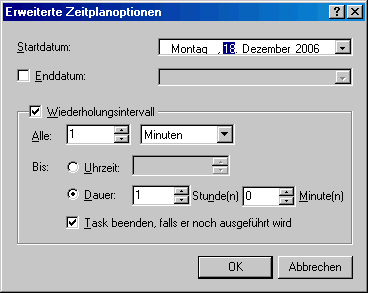 Erweiterte Zeitplanoptionen
Startdatum: Montag , 18. Dezember 2006
Enddatum:
Wiederholungsintervall
Alle: 1 Minuten
Bis: Uhrzeit:
Dauer: 1 Stunde(n) 0 Minute(n)
Task beenden, falls er noch ausgeführt wird
OK Abbrechen